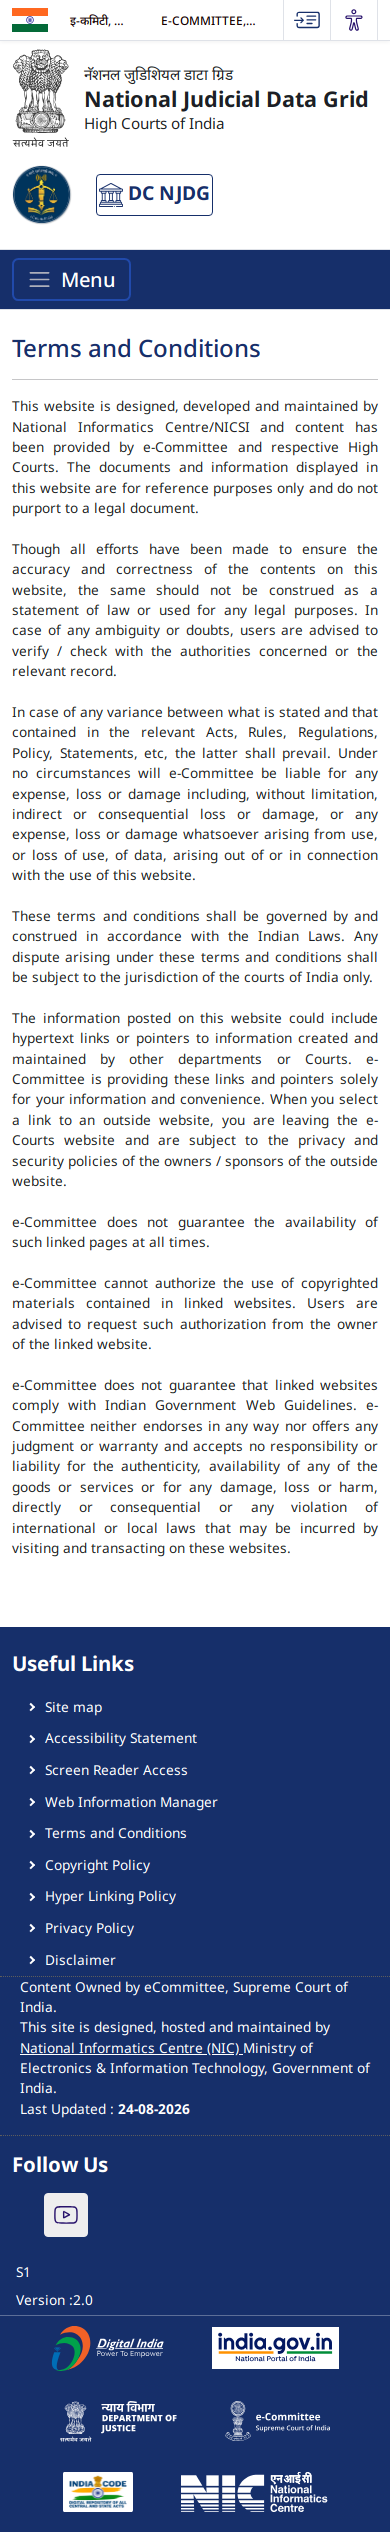 इ-कमिटी, ...
E-COMMITTEE,...
नॅशनल जुडिशियल डाटा ग्रिड
National Judicial Data Grid
High Courts of India
सत्यमेव जयते
DC NJDG
Menu
Terms and Conditions
This website is designed, developed and maintained by
National Informatics Centre/NICSI and content has
been provided by e-Committee and respective High
Courts. The documents and information displayed in
this website are for reference purposes only and do not
purport to a legal document.
Though all efforts have been made to ensure the
accuracy and correctness of the contents on this
website, the same should not be construed as a
statement of law or used for any legal purposes. In
case of any ambiguity or doubts, users are advised to
verify / check with the authorities concerned or the
relevant record.
In case of any variance between what is stated and that
contained in the relevant Acts, Rules, Regulations,
Policy, Statements, etc, the latter shall prevail. Under
no circumstances will e-Committee be liable for any
expense, loss or damage including, without limitation,
indirect or consequential loss or damage, or any
expense, loss or damage whatsoever arising from use,
or loss of use, of data, arising out of or in connection
with the use of this website.
These terms and conditions shall be governed by and
construed in accordance with the Indian Laws. Any
dispute arising under these terms and conditions shall
be subject to the jurisdiction of the courts of India only.
The information posted on this website could include
hypertext links or pointers to information created and
maintained by other departments or Courts. e-
Committee is providing these links and pointers solely
for your information and convenience. When you select
a link to an outside website, you are leaving the e-
Courts website and are subject to the privacy and
security policies of the owners / sponsors of the outside
website.
e-Committee does not guarantee the availability of
such linked pages at all times.
e-Committee cannot authorize the use of copyrighted
materials contained in linked websites. Users are
advised to request such authorization from the owner
of the linked website.
e-Committee does not guarantee that linked websites
comply with Indian Government Web Guidelines. e-
Committee neither endorses in any way nor offers any
judgment or warranty and accepts no responsibility or
liability for the authenticity, availability of any of the
goods or services or for any damage, loss or harm,
directly or consequential or any violation of
international or local laws that may be incurred by
visiting and transacting on these websites.
Useful Links
Site map
Accessibility Statement
Screen Reader Access
Web Information Manager
Terms and Conditions
Copyright Policy
Hyper Linking Policy
Privacy Policy
Disclaimer
Content Owned by eCommittee, Supreme Court of
India.
This site is designed, hosted and maintained by
National Informatics Centre (NIC) Ministry of
Electronics & Information Technology, Government of
India.
Last Updated : 24-08-2026
Follow Us
S1
Version :2.0
Digital India
Power To Empower
india.gov.in
National Portal of India
न्याय विभाग
DEPARTMENT OF
JUSTICE
सत्यमेव जयते
e-Committee
Supreme Court of India
INDIA CODE
DIGITAL REPOSITORY OF ALL
CENTRAL AND STATE ACTS
NIC
एनआईसी
National
Informatics
Centre